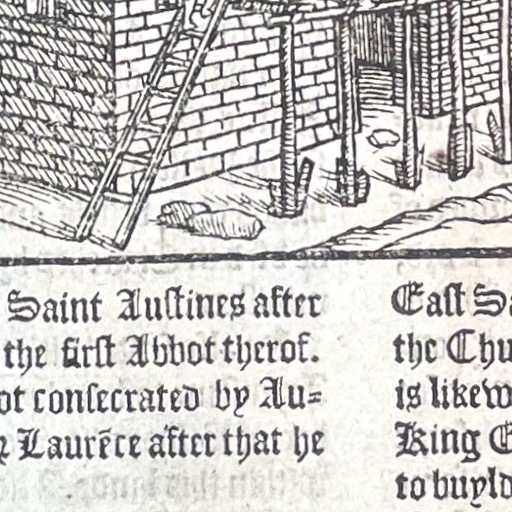 Saint Auſtines after
the firſt Abbot therof.
ot conſecrated by Au-
Laurēce after that he
Eaſt Sa
the Chu
is likew
King E
to buyld